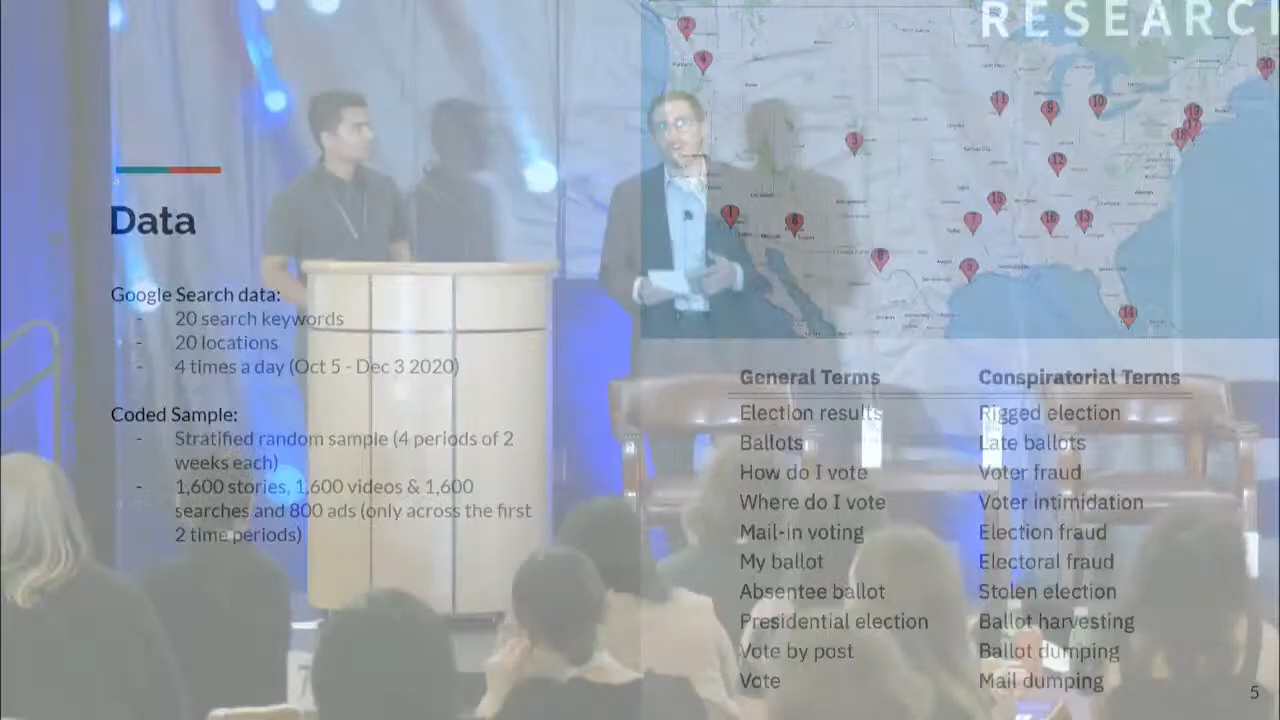 RESEARCH
Data
Google Search data:
- 20 search keywords
- 20 locations
- 4 times a day (Oct 5 - Dec 3 2020)
Coded Sample:
- Stratified random sample (4 periods of 2
weeks each)
- 1,600 stories, 1,600 videos & 1,600
searches and 800 ads (only across the first
2 time periods)
General Terms Conspiratorial Terms
Election results Rigged election
Ballots Late ballots
How do I vote Voter fraud
Where do I vote Voter intimidation
Mail-in voting Election fraud
My ballot Electoral fraud
Absentee ballot Stolen election
Presidential election Ballot harvesting
Vote by post Ballot dumping
Vote Mail dumping
5